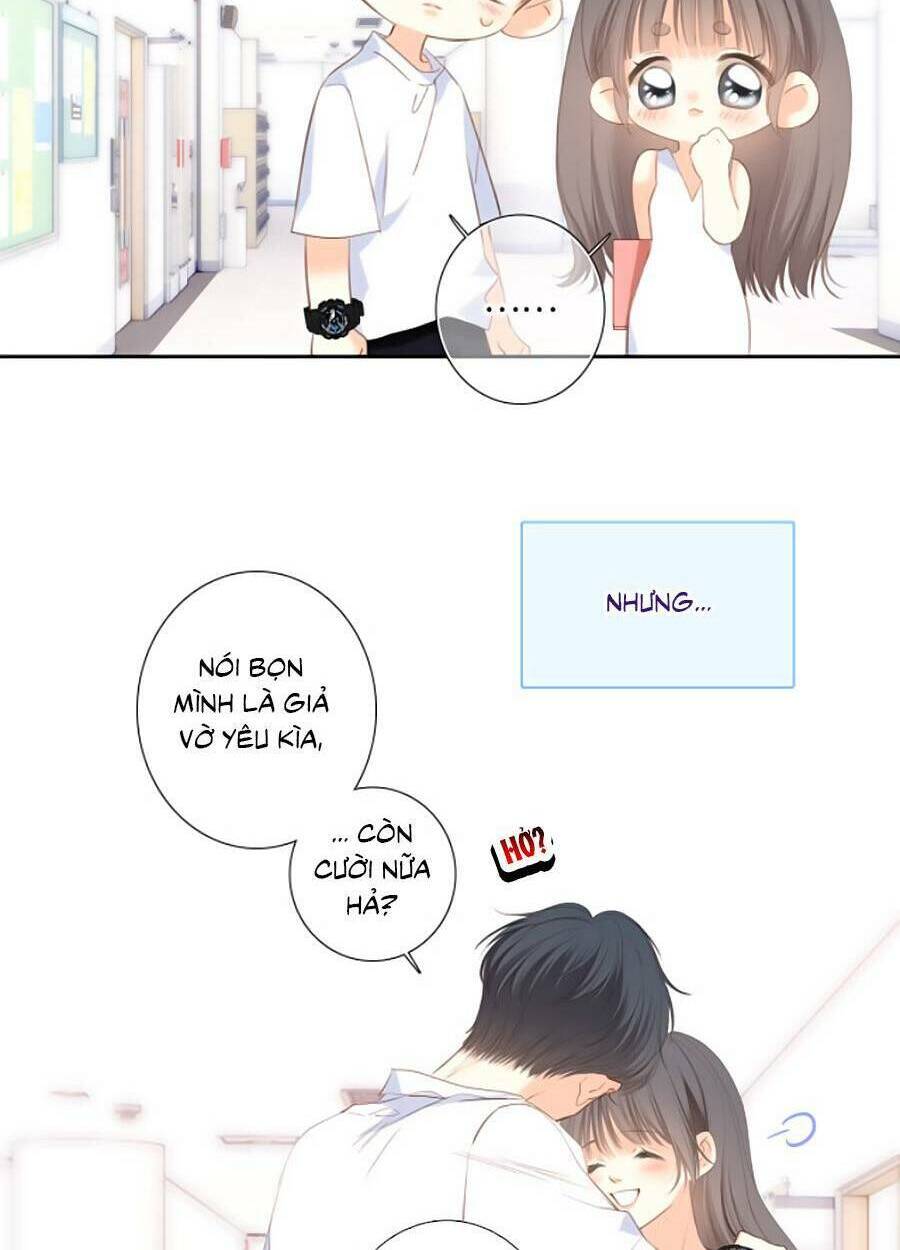 ......
NHƯNG...
NÓI BỌN
MÌNH LÀ GIẢ
VỜ YÊU KÌA,
... CÒN
CƯỜI NỮA
HẢ?
HỞ?